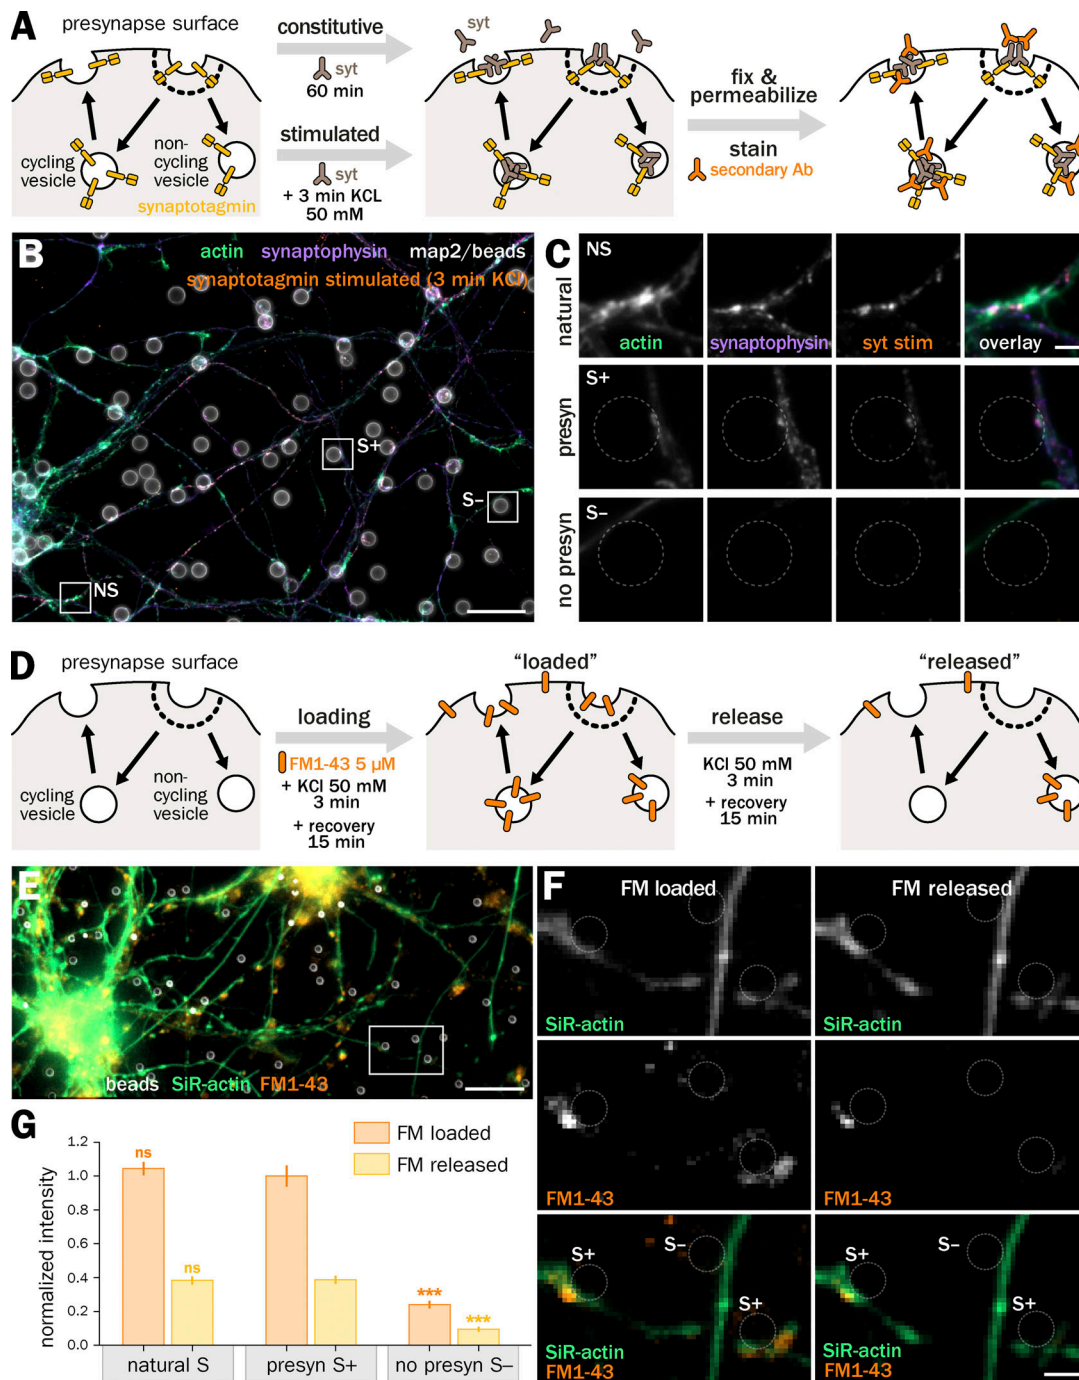 A
presynapse surface
cycling
vesicle
non-
cycling
vesicle
synaptotagmin
constitutive
syt
60 min
stimulated
syt
+ 3 min KCL
50 mM
syt
fix &
permeabilize
stain
secondary Ab
B
actin synaptophysin map2/beads
synaptotagmin stimulated (3 min KCl)
S+
S–
NS
C
natural
NS
actin
synaptophysin
syt stim
overlay
presyn
S+
no presyn
S–
D
presynapse surface
cycling
vesicle
non-
cycling
vesicle
loading
FM1-43 5 µM
+ KCl 50 mM
3 min
+ recovery
15 min
"loaded"
release
KCl 50 mM
3 min
+ recovery
15 min
"released"
E
beads SiR-actin FM1-43
F
FM loaded
FM released
SiR-actin
SiR-actin
FM1-43
FM1-43
S+
S–
S+
SiR-actin
FM1-43
S+
S–
S+
SiR-actin
FM1-43
G
normalized intensity
1.2
1.0
0.8
0.6
0.4
0.2
0
FM loaded
FM released
ns
ns
***
***
natural S
presyn S+
no presyn S–